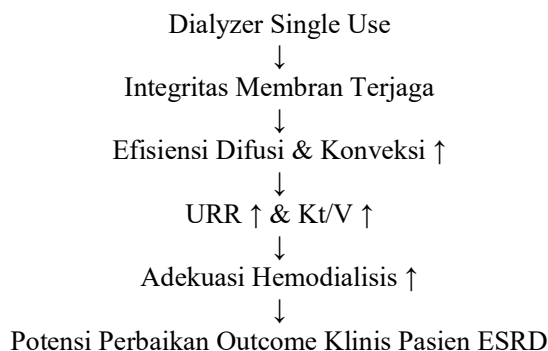 Dialyzer Single Use
↓
Integritas Membran Terjaga
↓
Efisiensi Difusi & Konveksi ↑
↓
URR ↑ & Kt/V ↑
↓
Adekuasi Hemodialisis ↑
↓
Potensi Perbaikan Outcome Klinis Pasien ESRD